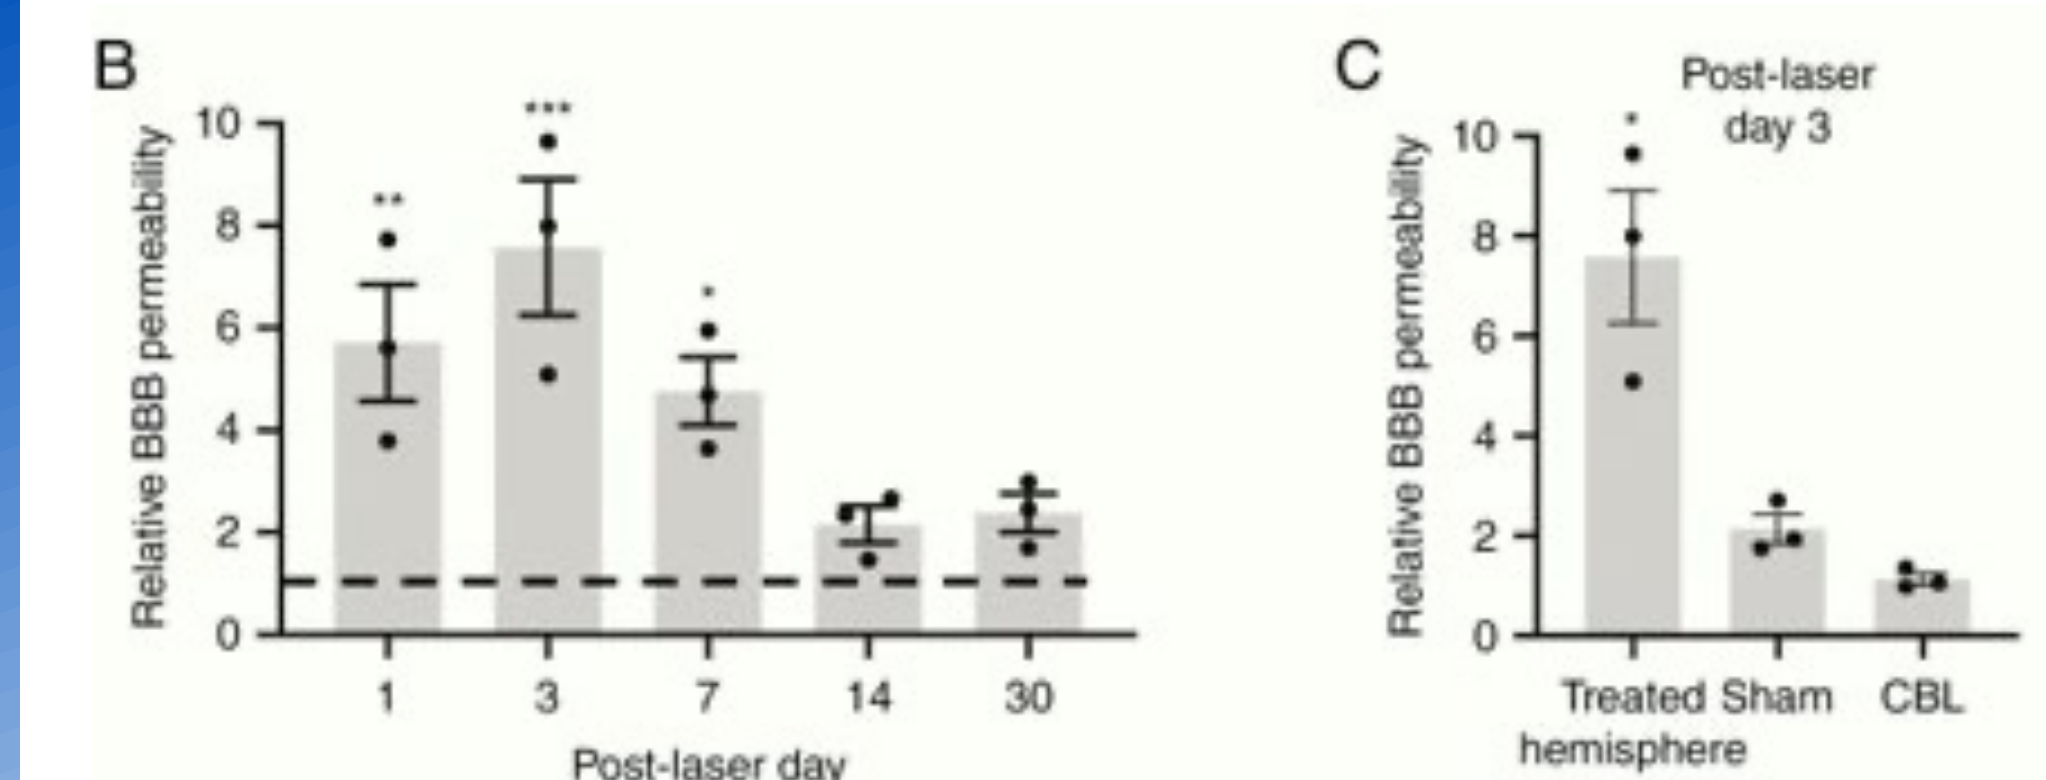 B
***
**
*
10
8
6
4
2
0
Relative BBB permeability
1 3 7 14 30
Post-laser day
C
Post-laser
day 3
*
10
8
6
4
2
0
Relative BBB permeability
Treated Sham CBL
hemisphere